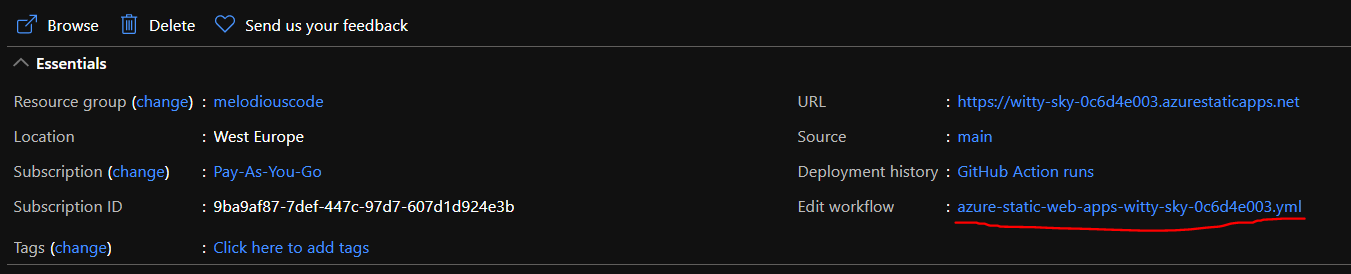 Browse Delete Send us your feedback
Essentials
Resource group (change) : melodiouscode
Location : West Europe
Subscription (change) : Pay-As-You-Go
Subscription ID : 9ba9af87-7def-447c-97d7-607d1d924e3b
Tags (change) : Click here to add tags
URL : https://witty-sky-0c6d4e003.azurestaticapps.net
Source : main
Deployment history : GitHub Action runs
Edit workflow : azure-static-web-apps-witty-sky-0c6d4e003.yml